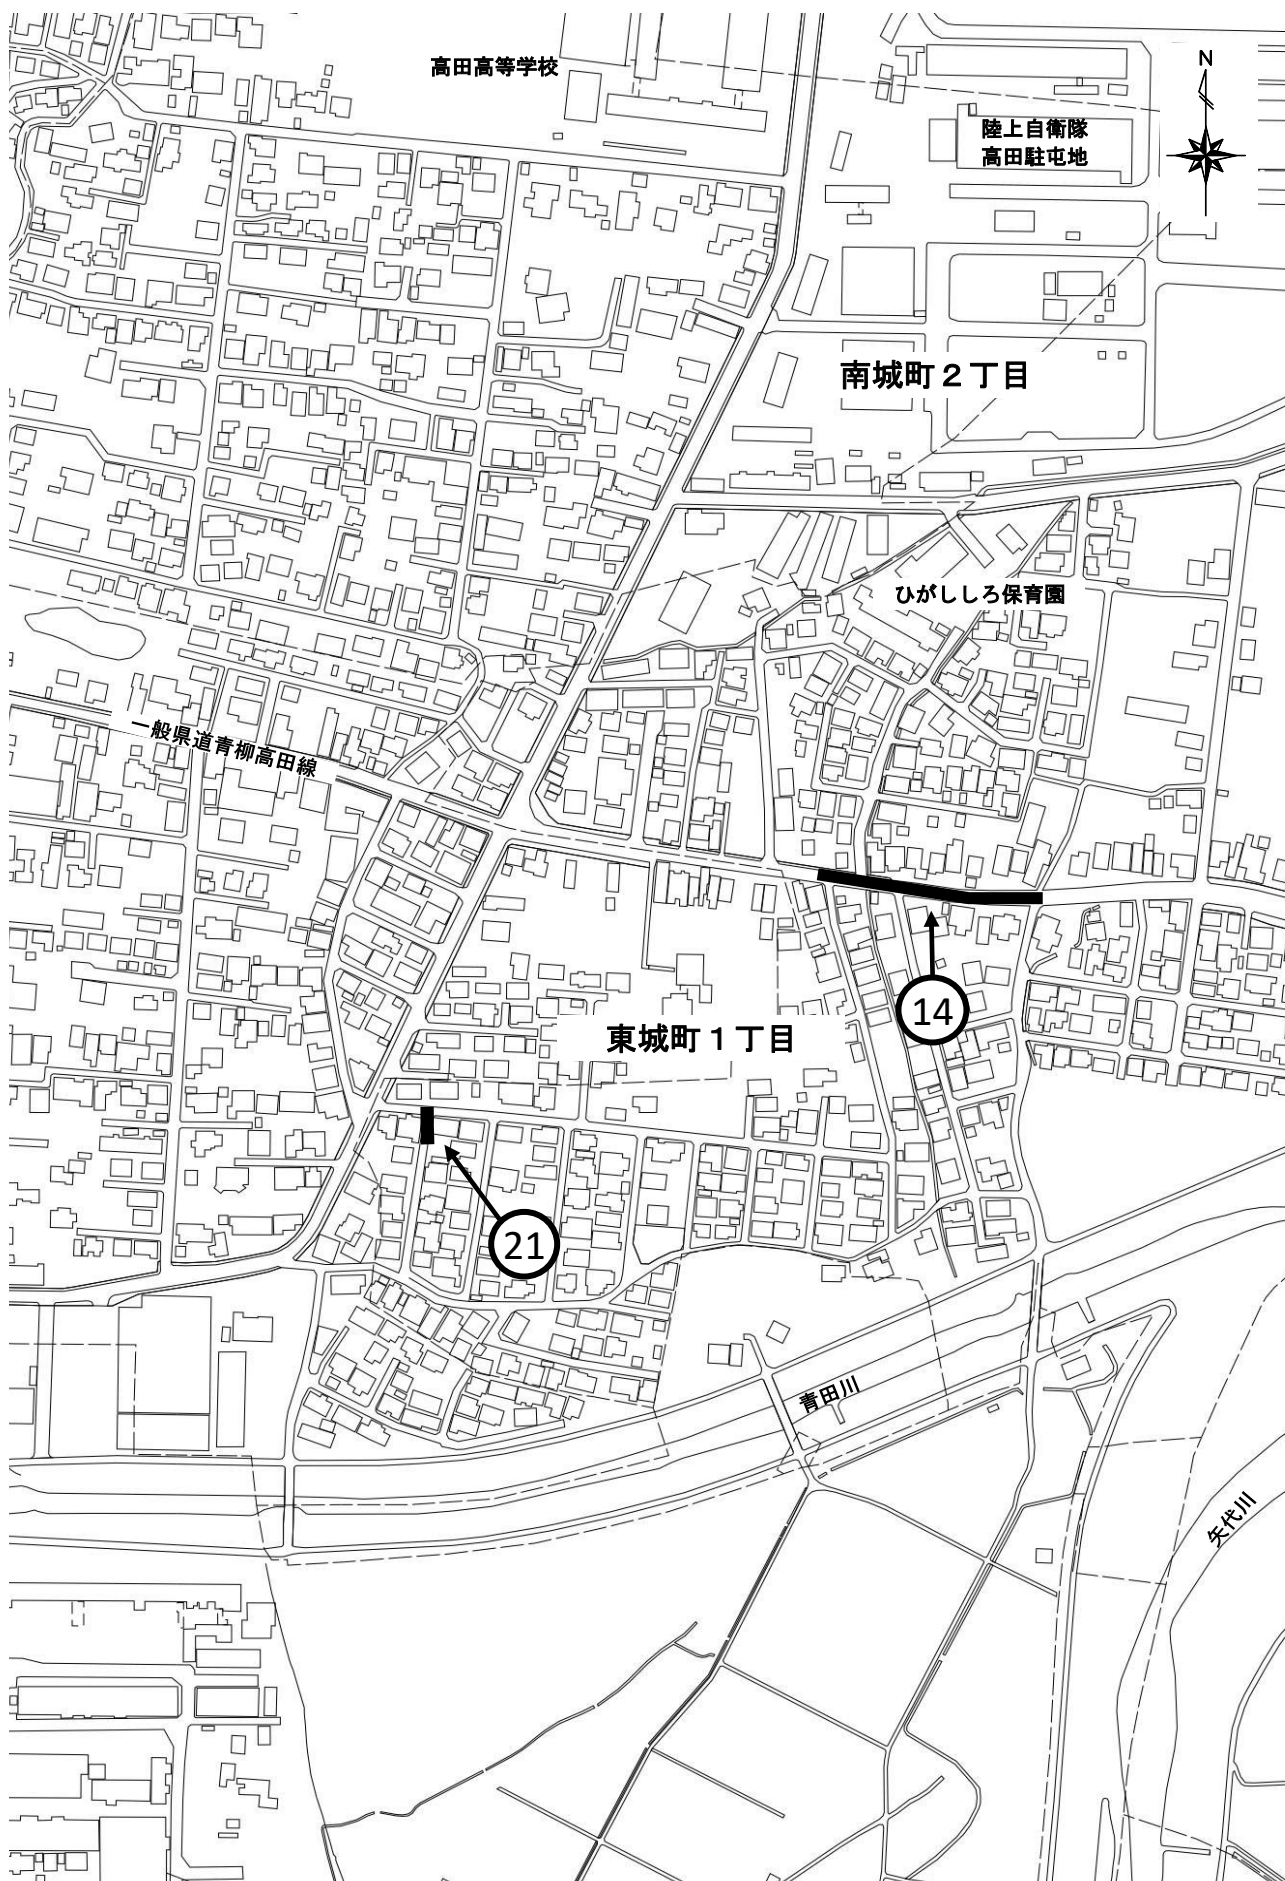 高田高等学校
N
陸上自衛隊
高田駐屯地
南城町２丁目
ひがししろ保育園
一般県道青柳高田線
14
東城町１丁目
21
青田川
矢代川